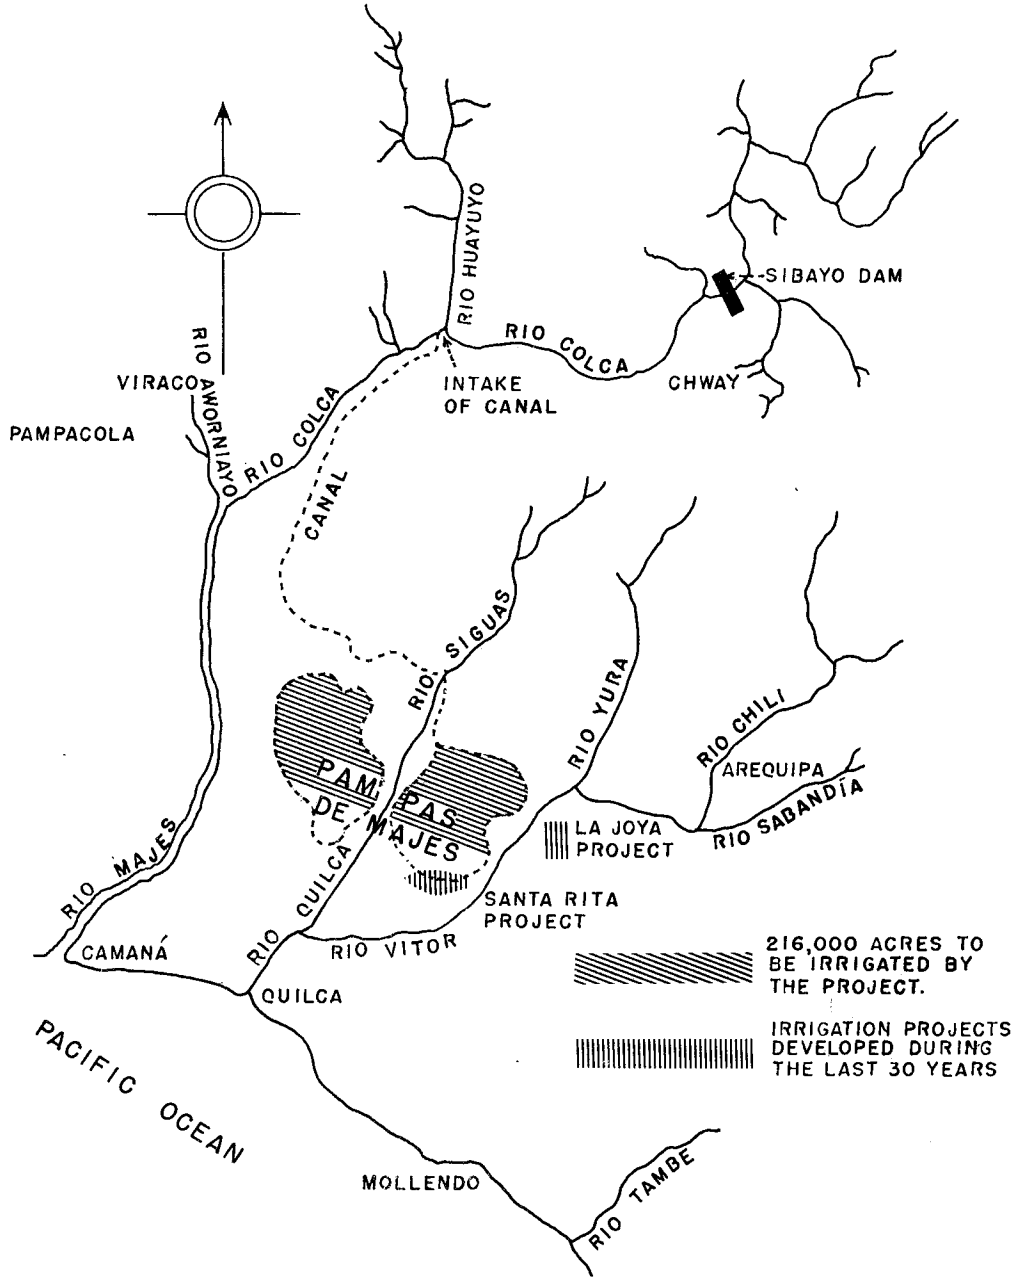 RIO HUAYUYO
SIBAYO DAM
RIO COLCA
RIO AWORNIAYO
VIRACO
INTAKE
OF CANAL
CHWAY
RIO COLCA
PAMPACOLA
CANAL
RIO SIGUAS
RIO YURA
RIO CHILI
AREQUIPA
RIO SABANDÍA
PAMPAS
DE MAJES
LA JOYA
PROJECT
RIO MAJES
RIO QUILCA
SANTA RITA
PROJECT
RIO VITOR
CAMANÁ
QUILCA
216,000 ACRES TO
BE IRRIGATED BY
THE PROJECT.
IRRIGATION PROJECTS
DEVELOPED DURING
THE LAST 30 YEARS
PACIFIC OCEAN
MOLLENDO
RIO TAMBE